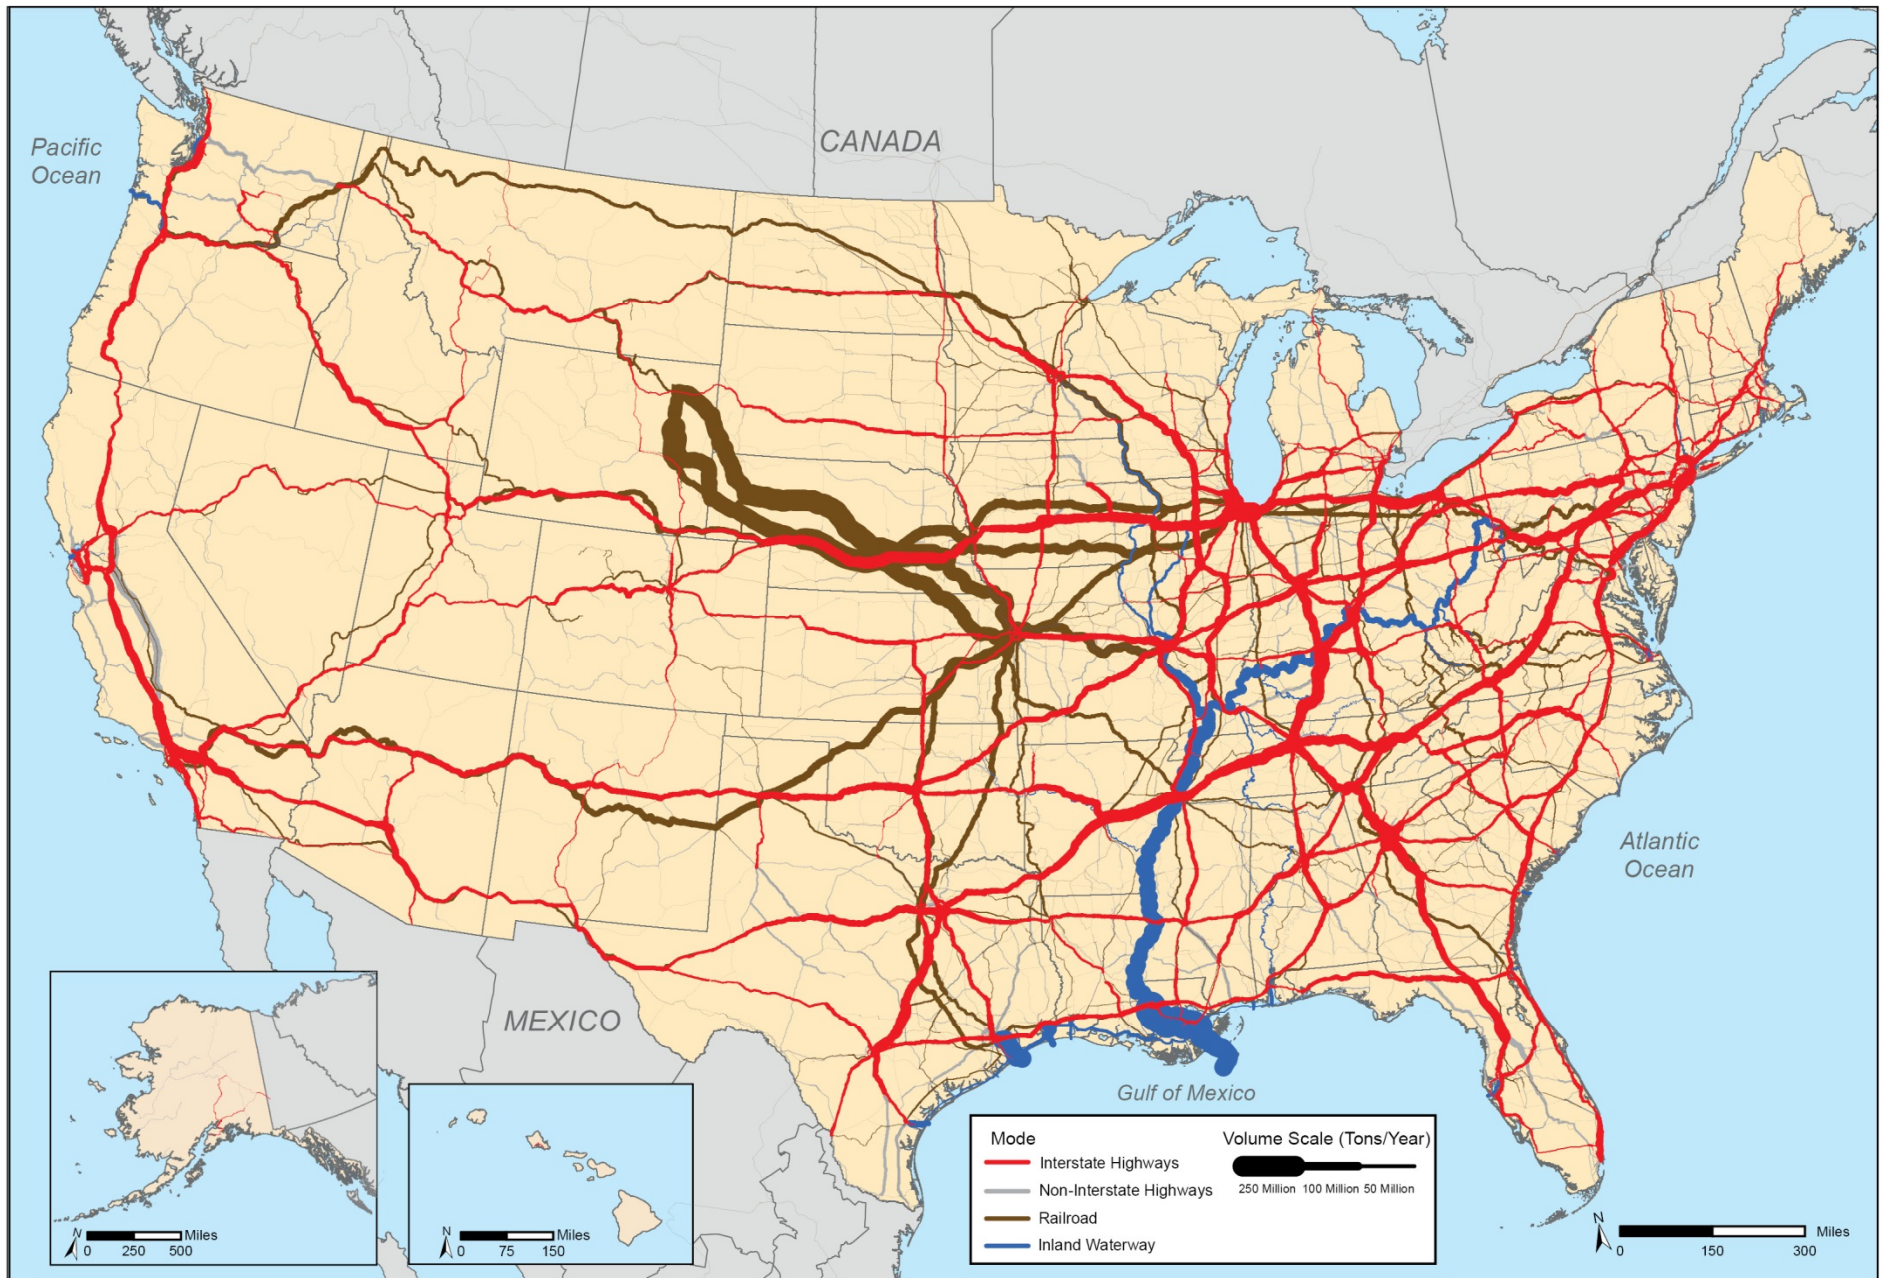 CANADA
Pacific
Ocean
Atlantic
Ocean
MEXICO
Gulf of Mexico
Mode
Interstate Highways
Non-Interstate Highways
Railroad
Inland Waterway
Volume Scale (Tons/Year)
250 Million 100 Million 50 Million
N
Miles
0 250 500
N
Miles
0 75 150
N
Miles
0 150 300